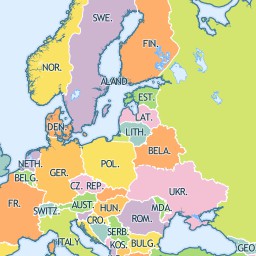 SWE.
FIN.
NOR.
ÅLAND
EST.
LAT.
DEN.
LITH.
NETH.
BELA.
POL.
BELG.
GER.
CZ. REP.
UKR.
FR.
AUST.
HUN.
MDA.
SWITZ.
CRO.
ROM.
SERB.
ITALY
KOS.
BULG.
GEO